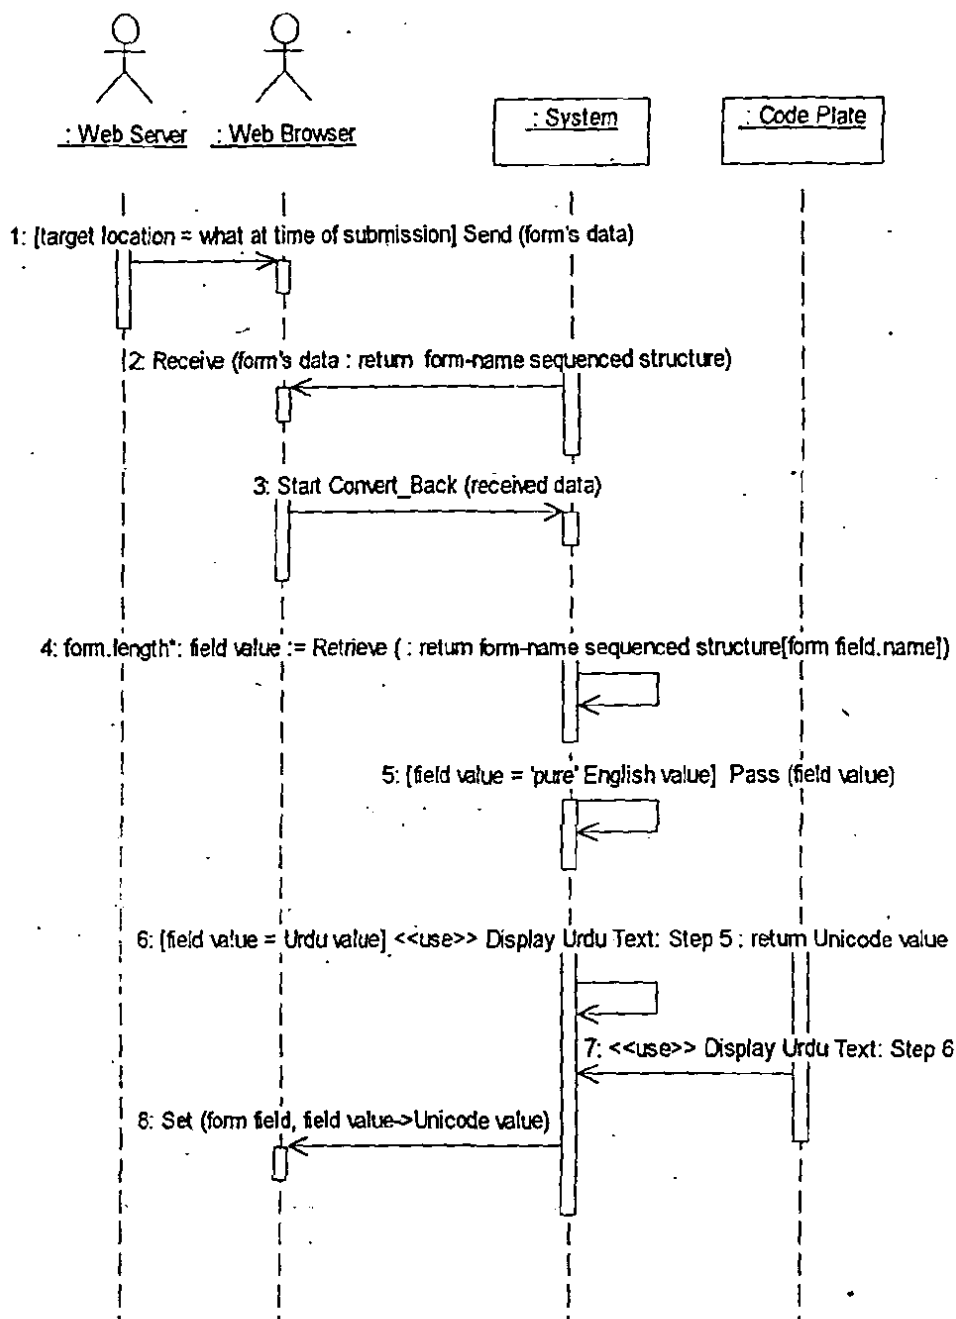 : Web Server
: Web Browser
: System
: Code Plate
1: [target location = what at time of submission] Send (form's data)
2: Receive (form's data : return form-name sequenced structure)
3: Start Convert_Back (received data)
4: form.length*: field value := Retrieve ( : return form-name sequenced structure[form field.name])
5: [field value = 'pure' English value] Pass (field value)
6: [field value = Urdu value] <<use>> Display Urdu Text: Step 5 : return Unicode value
7: <<use>> Display Urdu Text: Step 6
8: Set (form field, field value->Unicode value)